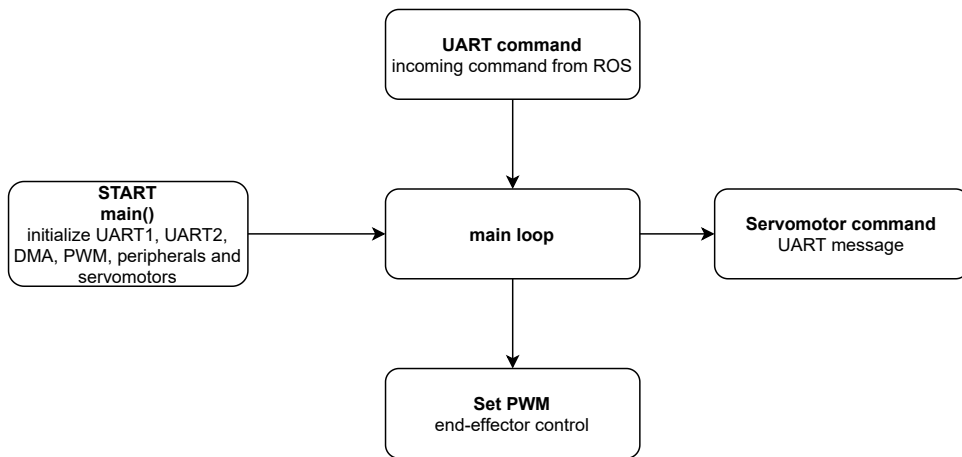 UART command
incoming command from ROS
START
main()
initialize UART1, UART2,
DMA, PWM, peripherals and
servomotors
main loop
Servomotor command
UART message
Set PWM
end-effector control